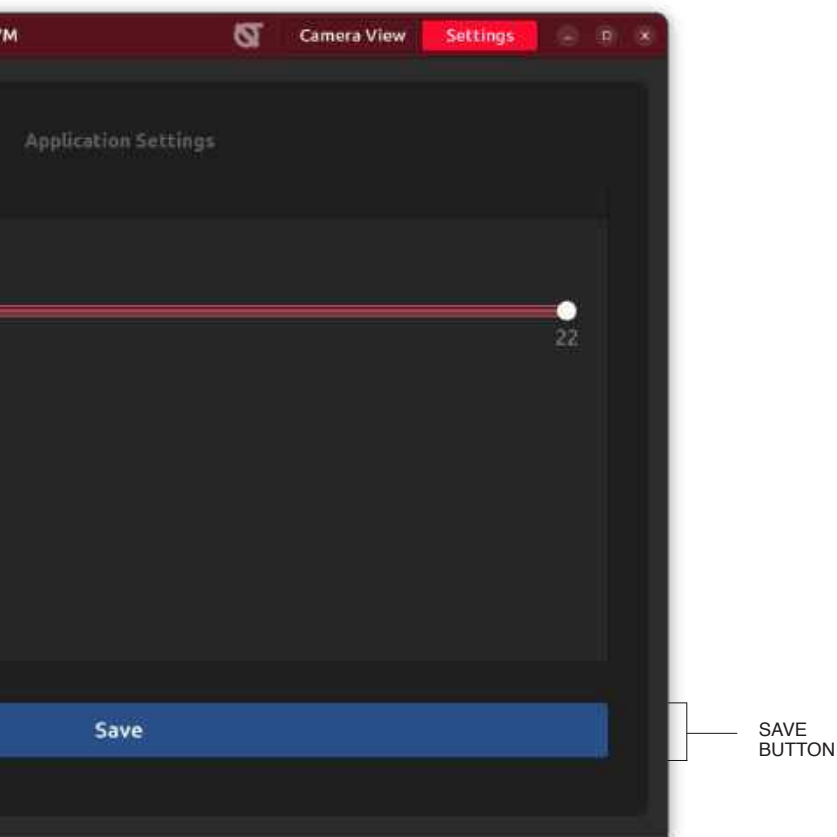 VM
Camera View
Settings
Application Settings
22
Save
SAVE
BUTTON